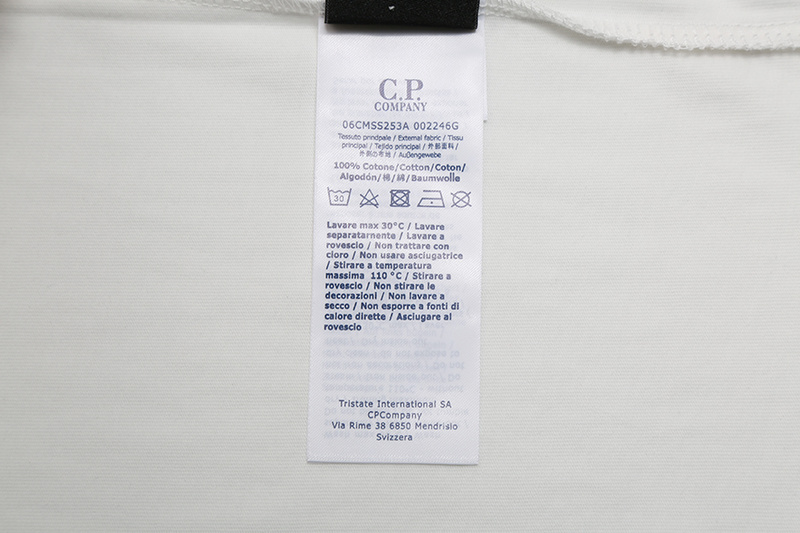 C.P.
COMPANY
06CMSS253A 002246G
Tessuto principale / External fabric / Tissu
principal / Tejido principal / 外部面料/
外側の布地 / Außengewebe
100% Cotone/Cotton/Coton/
Algodón/棉/綿/Baumwolle
30
Lavare max 30°C / Lavare
separatamente / Lavare a
rovescio / Non trattare con
cloro / Non usare asciugatrice
/ Stirare a temperatura
massima 110 °C / Stirare a
rovescio / Non stirare le
decorazioni / Non lavare a
secco / Non esporre a fonti di
calore dirette / Asciugare al
rovescio
Tristate International SA
CPCompany
Via Rime 38 6850 Mendrisio
Svizzera